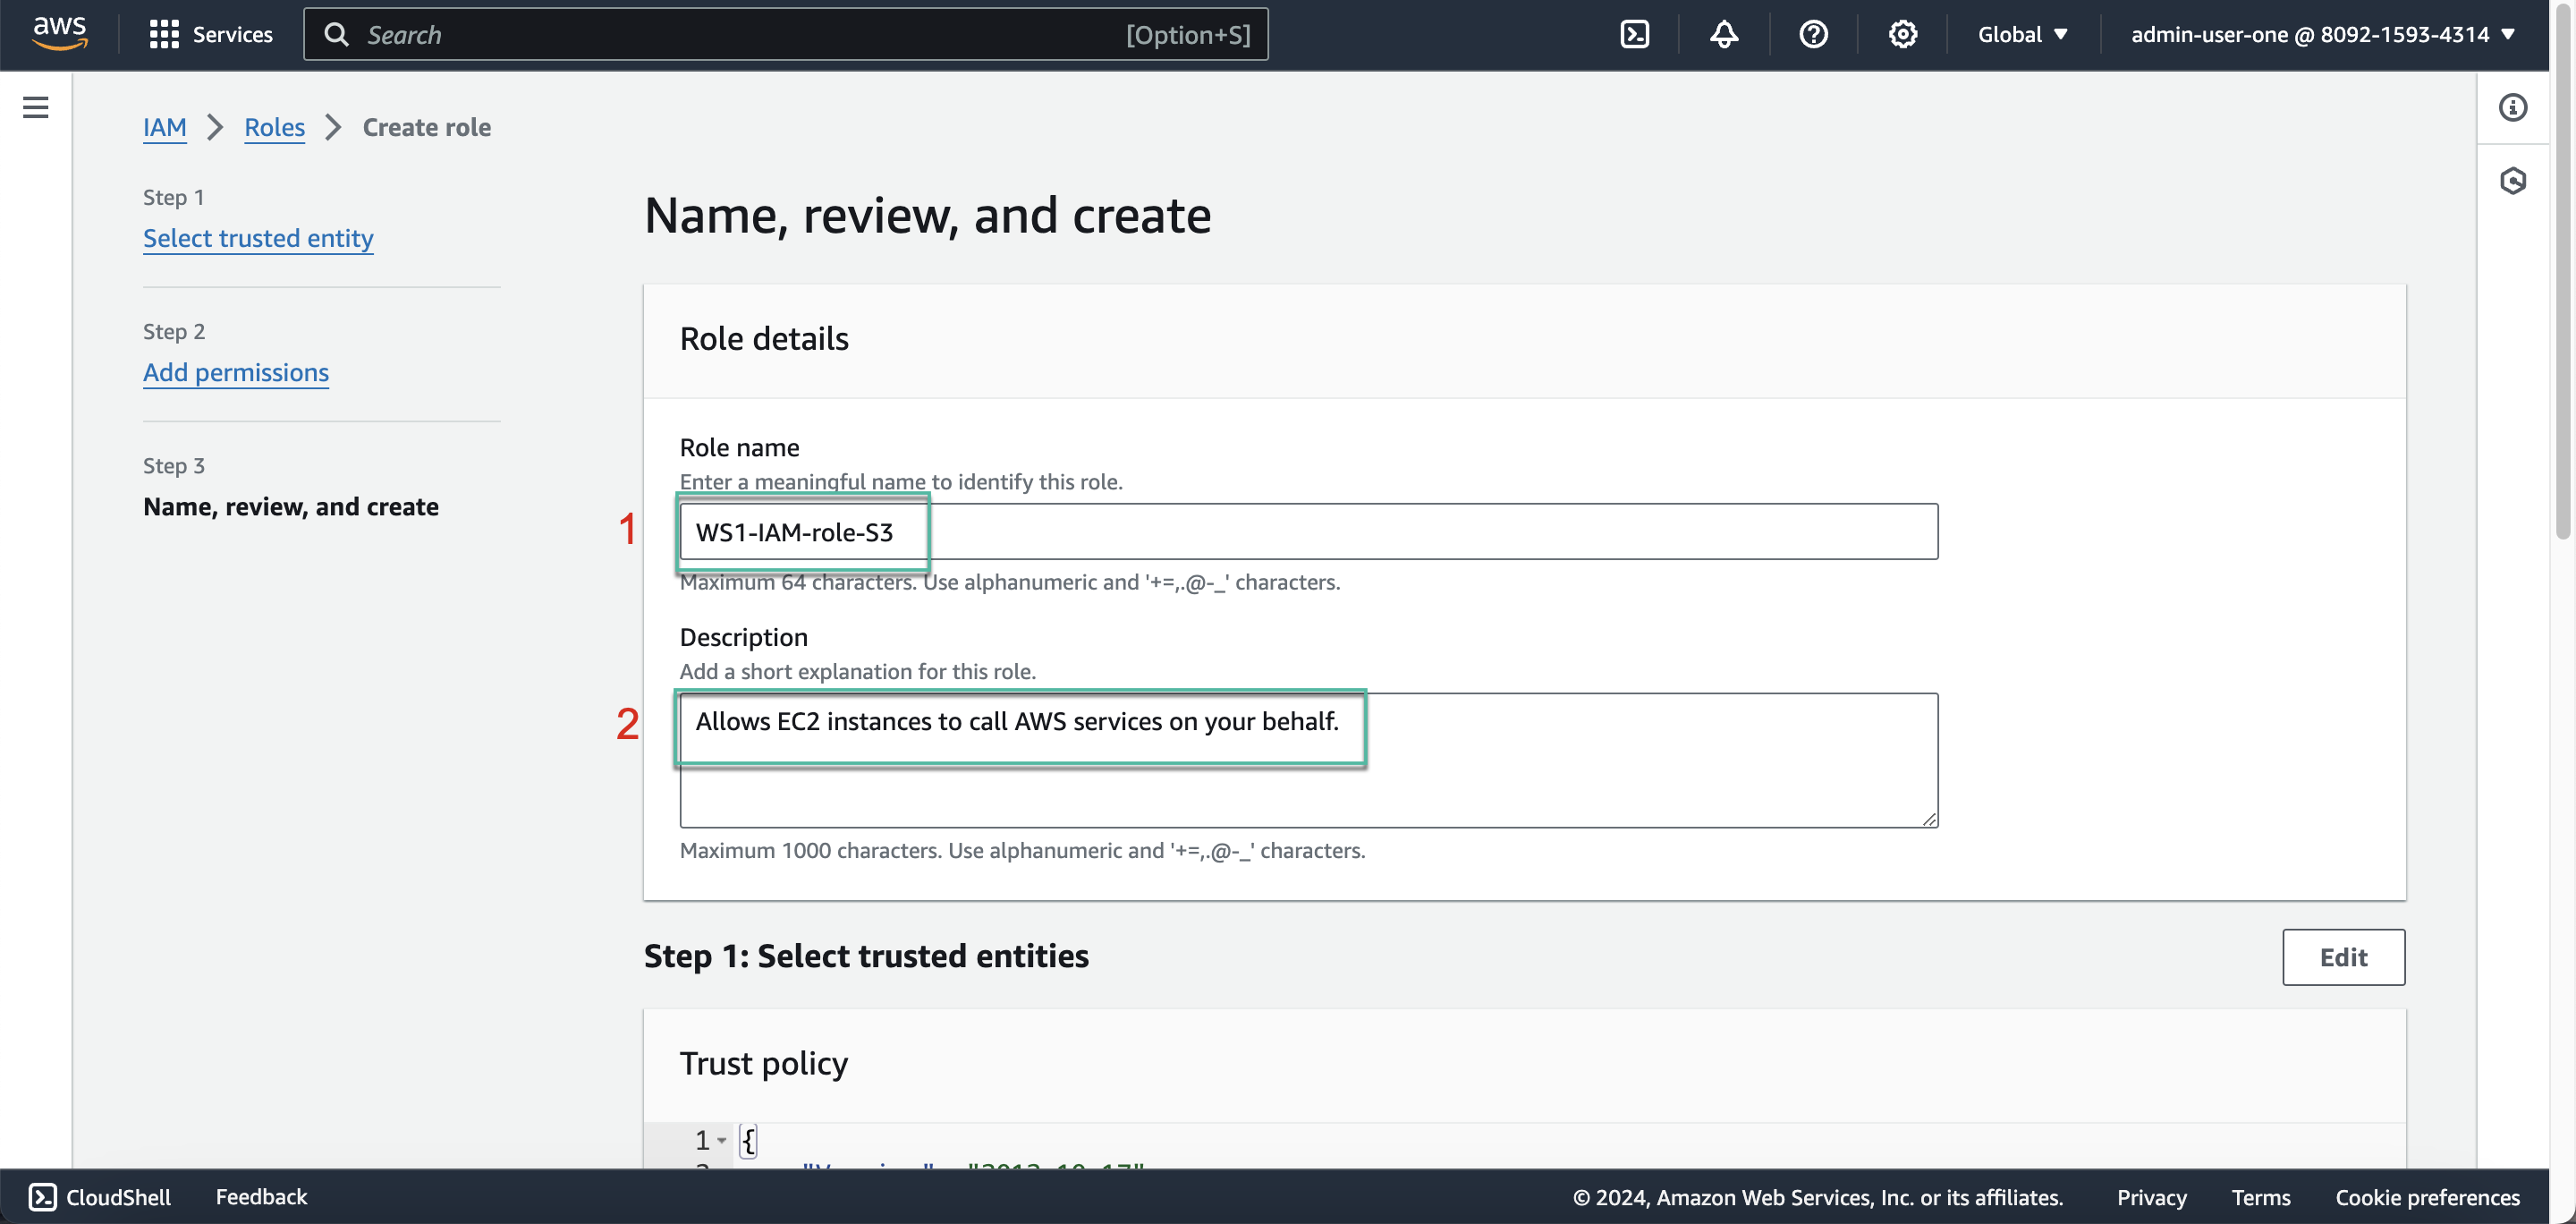 aws
Services
Search
[Option+S]
Global
admin-user-one @ 8092-1593-4314
IAM
Roles
Create role
Step 1
Select trusted entity
Step 2
Add permissions
Step 3
Name, review, and create
Name, review, and create
Role details
Role name
Enter a meaningful name to identify this role.
1
WS1-IAM-role-S3
Maximum 64 characters. Use alphanumeric and '+=,.@-_' characters.
Description
Add a short explanation for this role.
2
Allows EC2 instances to call AWS services on your behalf.
Maximum 1000 characters. Use alphanumeric and '+=,.@-_' characters.
Step 1: Select trusted entities
Edit
Trust policy
1
{
CloudShell
Feedback
© 2024, Amazon Web Services, Inc. or its affiliates.
Privacy
Terms
Cookie preferences